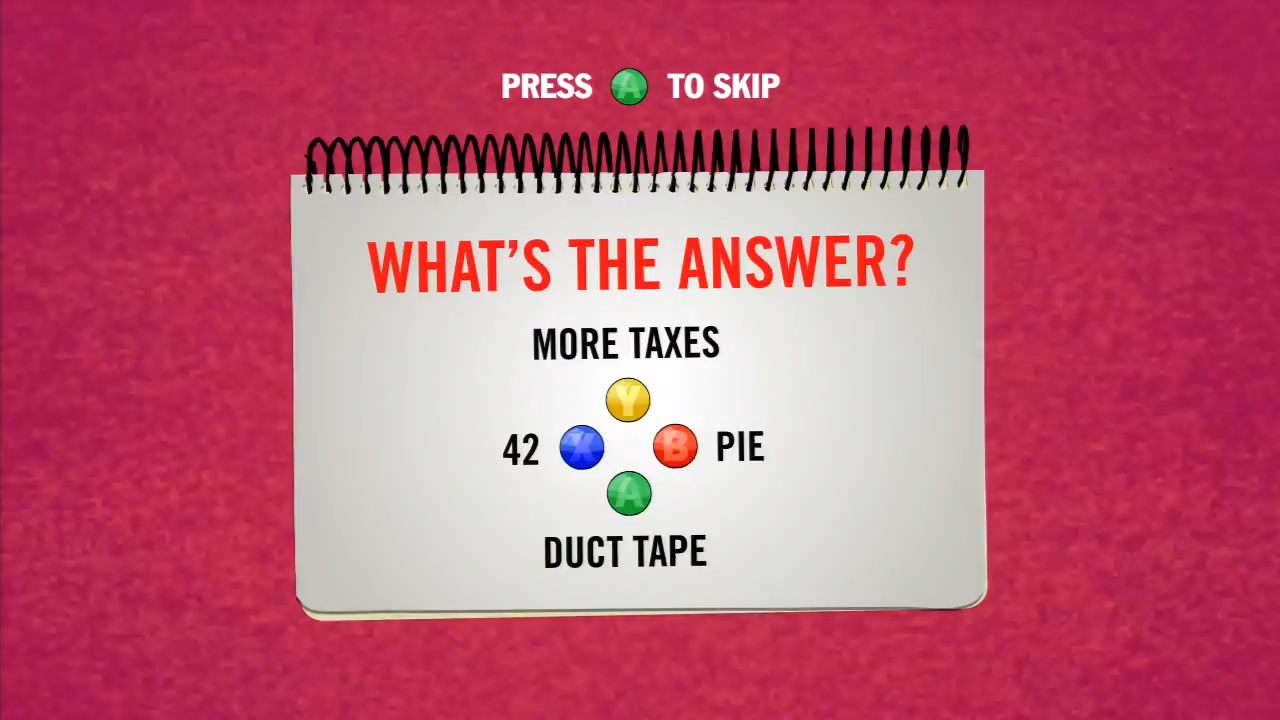 PRESS A TO SKIP
WHAT'S THE ANSWER?
MORE TAXES
Y
42 X B PIE
A
DUCT TAPE